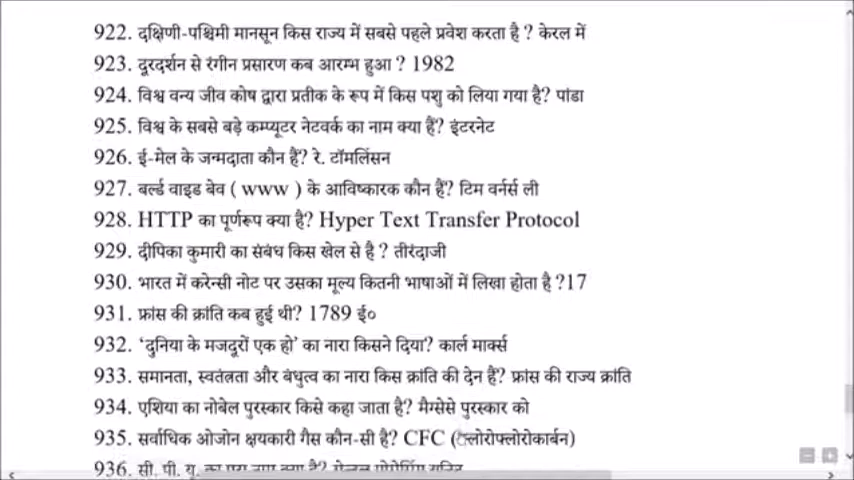 922. दक्षिणी-पश्चिमी मानसून किस राज्य में सबसे पहले प्रवेश करता है ? केरल में
923. दूरदर्शन से रंगीन प्रसारण कब आरम्भ हुआ ? 1982
924. विश्व वन्य जीव कोष द्वारा प्रतीक के रूप में किस पशु को लिया गया है? पांडा
925. विश्व के सबसे बड़े कम्प्यूटर नेटवर्क का नाम क्या हैं? इंटरनेट
926. ई-मेल के जन्मदाता कौन हैं? रे. टॉमलिंसन
927. बर्ल्ड वाइड बेव ( www ) के आविष्कारक कौन हैं? टिम वर्नर्स ली
928. HTTP का पूर्णरूप क्या है? Hyper Text Transfer Protocol
929. दीपिका कुमारी का संबंध किस खेल से है ? तीरंदाजी
930. भारत में करेन्सी नोट पर उसका मूल्य कितनी भाषाओं में लिखा होता है ?17
931. फ्रांस की क्रांति कब हुई थी? 1789 ई०
932. ‘दुनिया के मजदूरों एक हो’ का नारा किसने दिया? कार्ल मार्क्स
933. समानता, स्वतंत्रता और बंधुत्व का नारा किस क्रांति की देन हैं? फ्रांस की राज्य क्रांति
934. एशिया का नोबेल पुरस्कार किसे कहा जाता है? मैग्सेसे पुरस्कार को
935. सर्वाधिक ओजोन क्षयकारी गैस कौन-सी है? CFC (क्लोरोफ्लोरोकार्बन)
936. सी. पी. यू. का पूरा नाम क्या है?